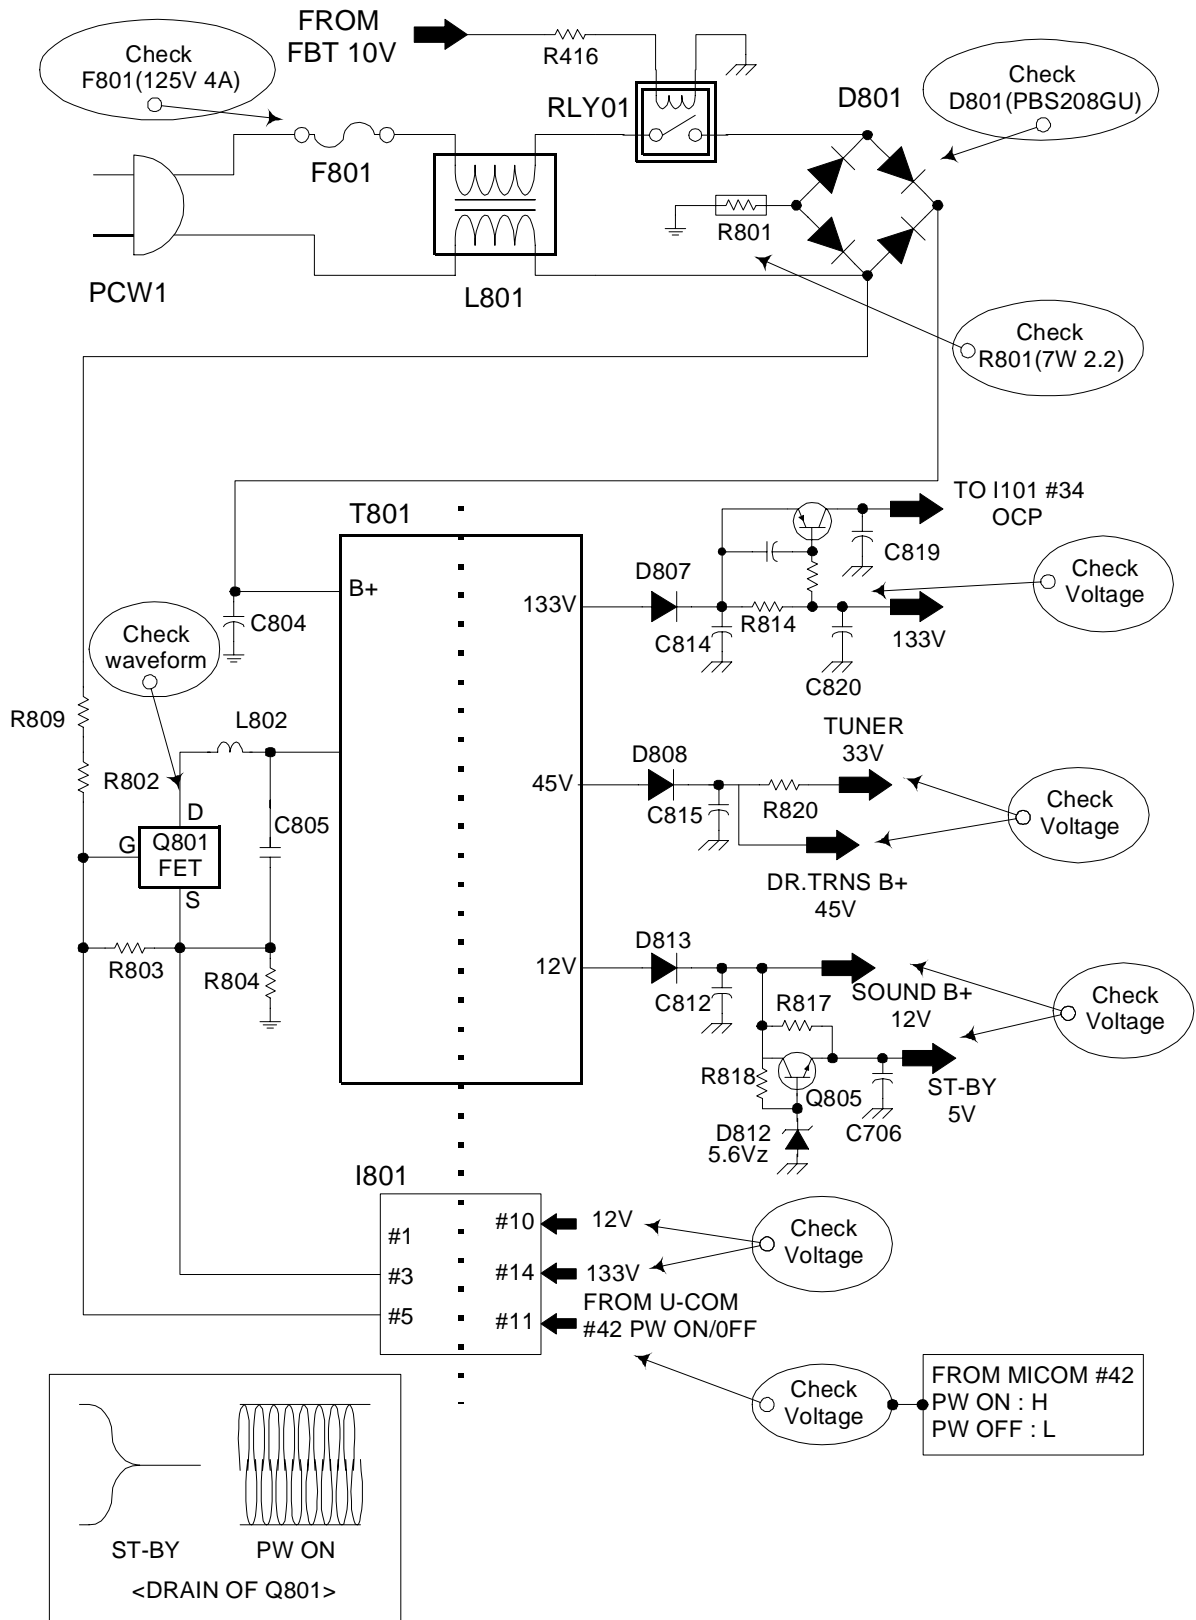 FROM
FBT 10V
R416
Check
F801(125V 4A)
RLY01
D801
Check
D801(PBS208GU)
F801
R801
PCW1
L801
Check
R801(7W 2.2)
T801
TO I101 #34
OCP
C819
B+
D807
133V
Check
Voltage
C804
C814
R814
133V
C820
Check
waveform
R809
L802
TUNER
33V
D808
R802
45V
C815
R820
Check
Voltage
D
C805
G
Q801
FET
S
DR.TRNS B+
45V
D813
R803
R804
12V
C812
R817
SOUND B+
12V
Check
Voltage
R818
Q805
ST-BY
5V
D812
5.6Vz
C706
I801
#1
#10
12V
Check
Voltage
#3
#14
133V
#5
#11
FROM U-COM
#42 PW ON/0FF
Check
Voltage
FROM MICOM #42
PW ON : H
PW OFF : L
ST-BY
PW ON
<DRAIN OF Q801>